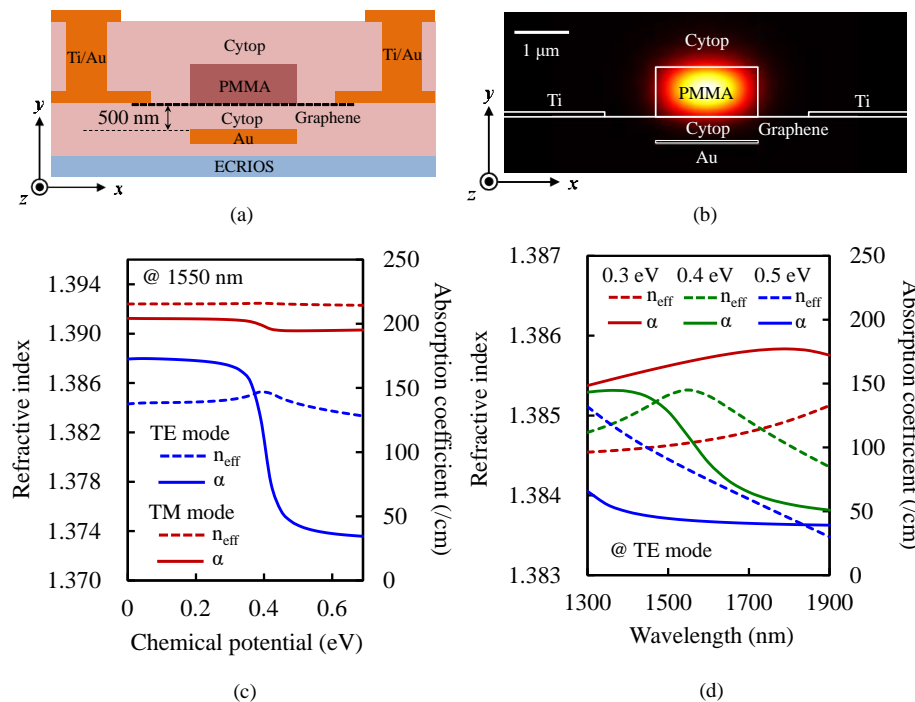 Ti/Au
Cytop
Ti/Au
PMMA
500 nm
Cytop
Graphene
Au
ECRIOS
y
x
z
(a)
1 μm
Cytop
PMMA
Ti
Ti
Cytop
Graphene
Au
y
x
z
(b)
@ 1550 nm
TE mode
n_eff
α
TM mode
n_eff
α
Refractive index
1.394
1.390
1.386
1.382
1.378
1.374
1.370
250
200
150
100
50
0
Absorption coefficient (/cm)
0 0.2 0.4 0.6
Chemical potential (eV)
(c)
0.3 eV 0.4 eV 0.5 eV
n_eff n_eff n_eff
α α α
@ TE mode
Refractive index
1.387
1.386
1.385
1.384
1.383
250
200
150
100
50
0
Absorption coefficient (/cm)
1300 1500 1700 1900
Wavelength (nm)
(d)